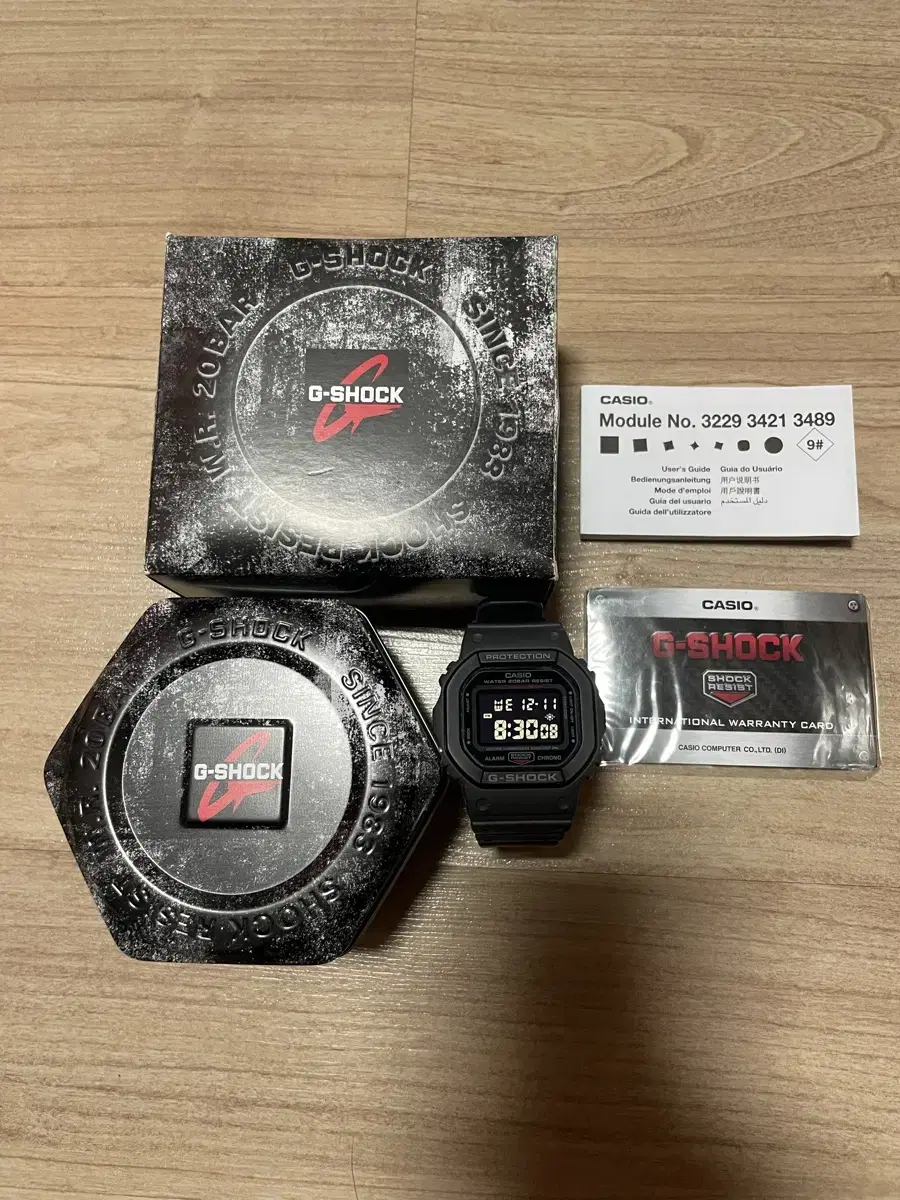 G-SHOCK
SINCE 1983
SHOCK RESIST
W.R. 20BAR
G-SHOCK
CASIO®
Module No. 3229 3421 3489
9#
User's Guide Guia do Usuário
Bedienungsanleitung 用户说明书
Mode d'emploi 用戶說明書
Guía del usuario دليل المستخدم
Guida dell'utilizzatore
CASIO®
G-SHOCK
SHOCK
RESIST
INTERNATIONAL WARRANTY CARD
CASIO COMPUTER CO.,LTD. (DI)
G-SHOCK
SINCE 1983
SHOCK RESIST
W.R. 20BAR
G-SHOCK
PROTECTION
CASIO
WATER 20BAR RESIST
WE 12-11
8:30 08
ALARM CHRONO
G-SHOCK